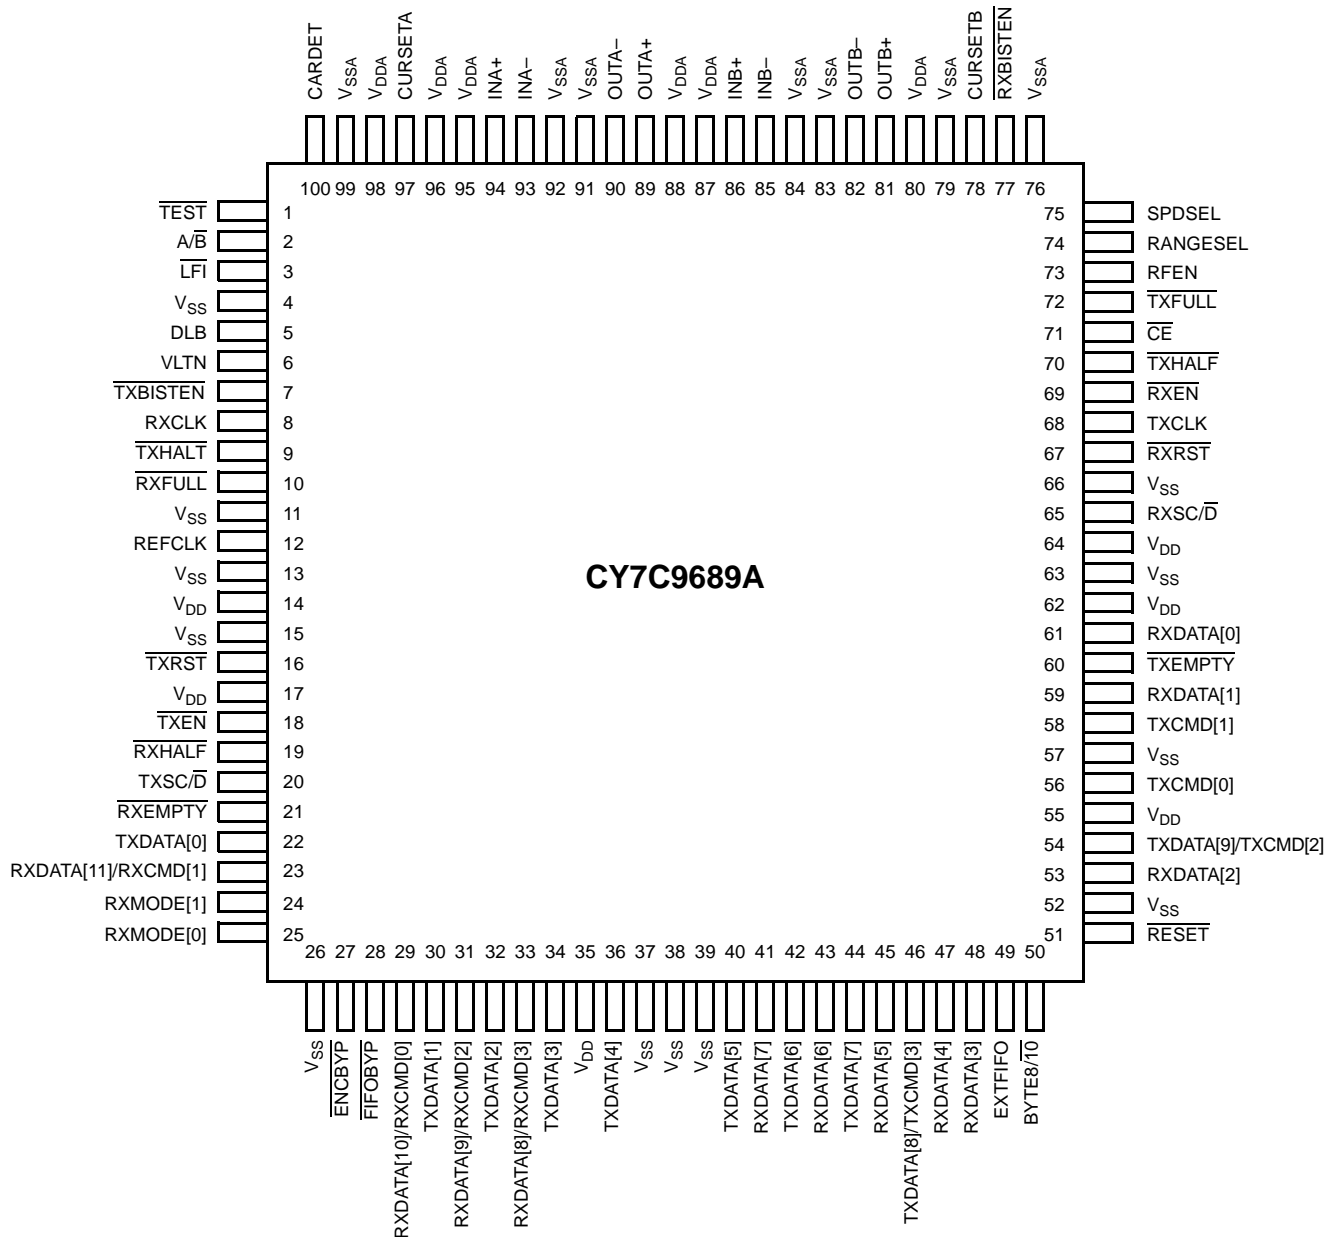 CARDET
VSSA
VDDA
CURSETA
VDDA
VDDA
INA+
INA–
VSSA
VSSA
OUTA–
OUTA+
VDDA
VDDA
INB+
INB–
VSSA
VSSA
OUTB–
OUTB+
VDDA
VSSA
CURSETB
RXBISTEN
VSSA
100 99 98 97 96 95 94 93 92 91 90 89 88 87 86 85 84 83 82 81 80 79 78 77 76
TEST 1
A/B 2
LFI 3
VSS 4
DLB 5
VLTN 6
TXBISTEN 7
RXCLK 8
TXHALT 9
RXFULL 10
VSS 11
REFCLK 12
VSS 13
VDD 14
VSS 15
TXRST 16
VDD 17
TXEN 18
RXHALF 19
TXSC/D 20
RXEMPTY 21
TXDATA[0] 22
RXDATA[11]/RXCMD[1] 23
RXMODE[1] 24
RXMODE[0] 25
CY7C9689A
75 SPDSEL
74 RANGESEL
73 RFEN
72 TXFULL
71 CE
70 TXHALF
69 RXEN
68 TXCLK
67 RXRST
66 VSS
65 RXSC/D
64 VDD
63 VSS
62 VDD
61 RXDATA[0]
60 TXEMPTY
59 RXDATA[1]
58 TXCMD[1]
57 VSS
56 TXCMD[0]
55 VDD
54 TXDATA[9]/TXCMD[2]
53 RXDATA[2]
52 VSS
51 RESET
26 27 28 29 30 31 32 33 34 35 36 37 38 39 40 41 42 43 44 45 46 47 48 49 50
VSS
ENCBYP
FIFOBYP
RXDATA[10]/RXCMD[0]
TXDATA[1]
RXDATA[9]/RXCMD[2]
TXDATA[2]
RXDATA[8]/RXCMD[3]
TXDATA[3]
VDD
TXDATA[4]
VSS
VSS
VSS
TXDATA[5]
RXDATA[7]
TXDATA[6]
RXDATA[6]
TXDATA[7]
RXDATA[5]
TXDATA[8]/TXCMD[3]
RXDATA[4]
RXDATA[3]
EXTFIFO
BYTE8/10